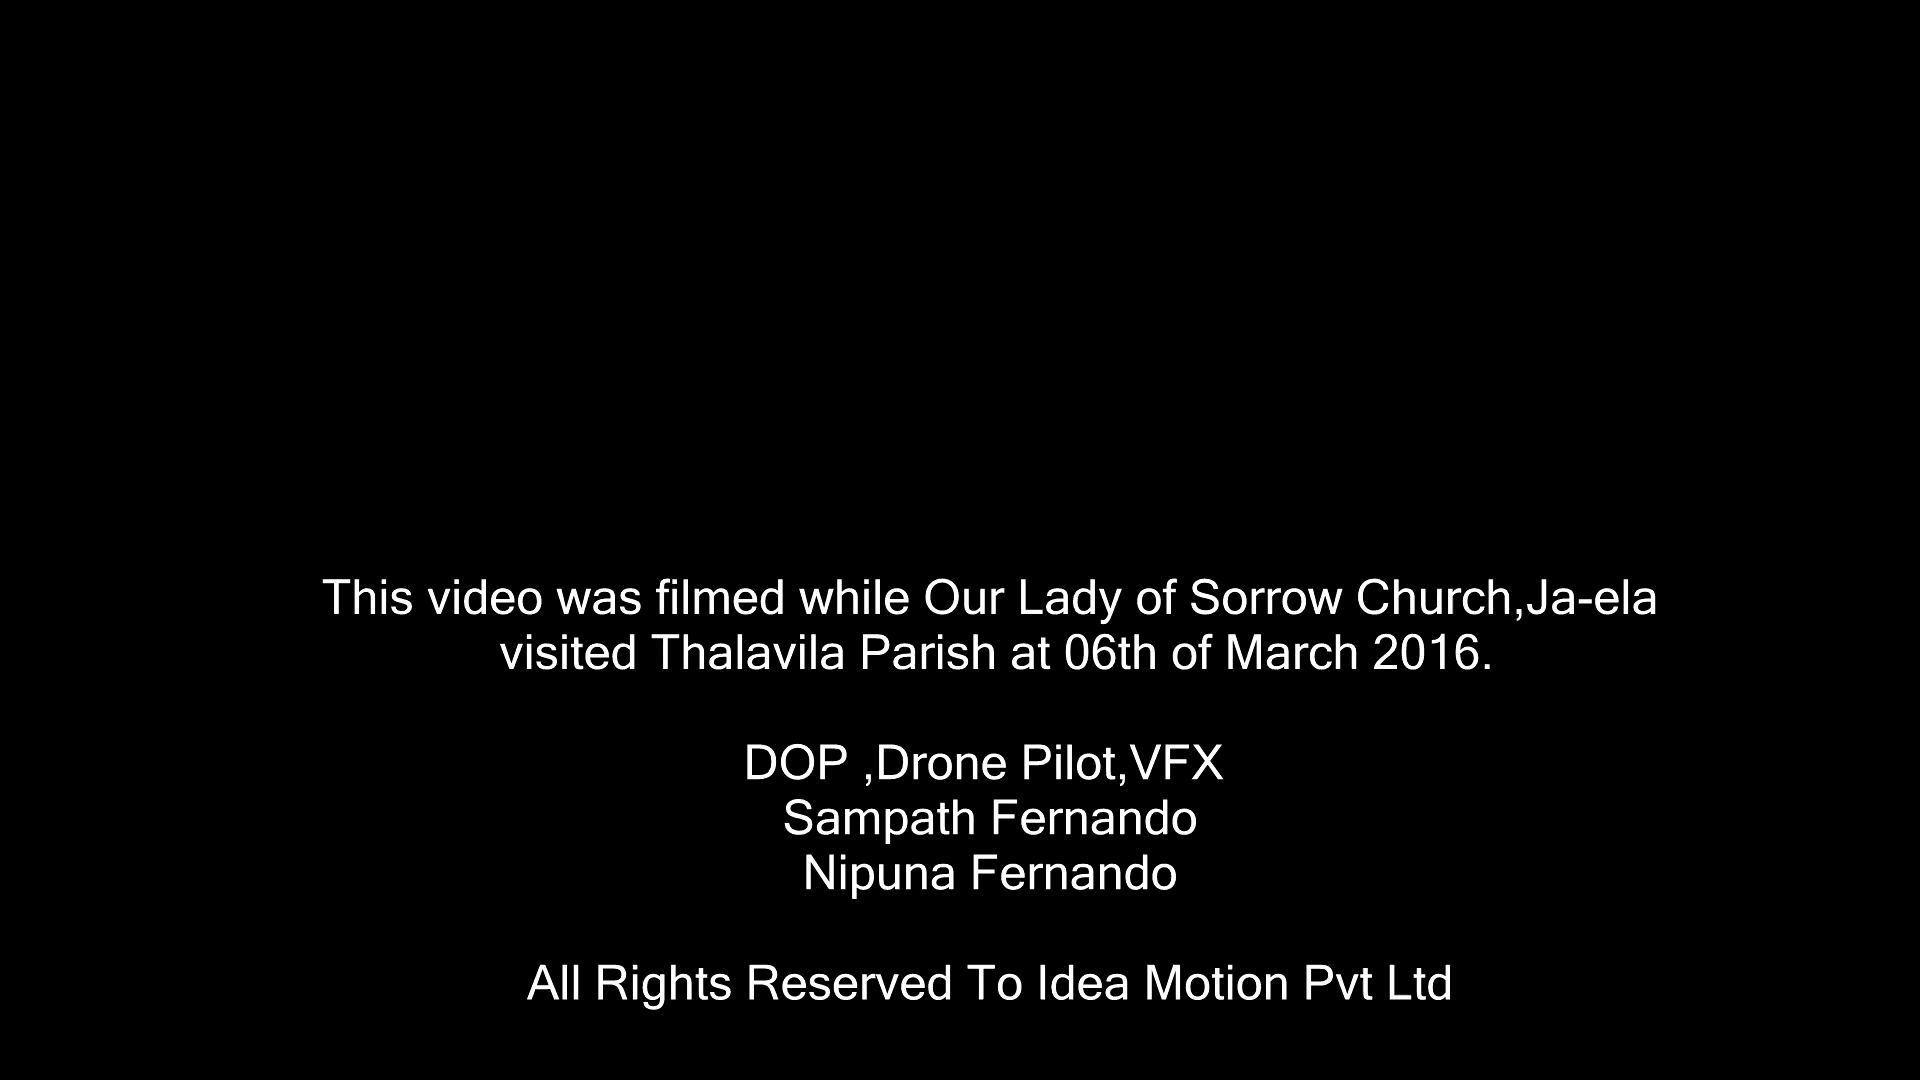 This video was filmed while Our Lady of Sorrow Church,Ja-ela
visited Thalavila Parish at 06th of March 2016.
DOP ,Drone Pilot,VFX
Sampath Fernando
Nipuna Fernando
All Rights Reserved To Idea Motion Pvt Ltd